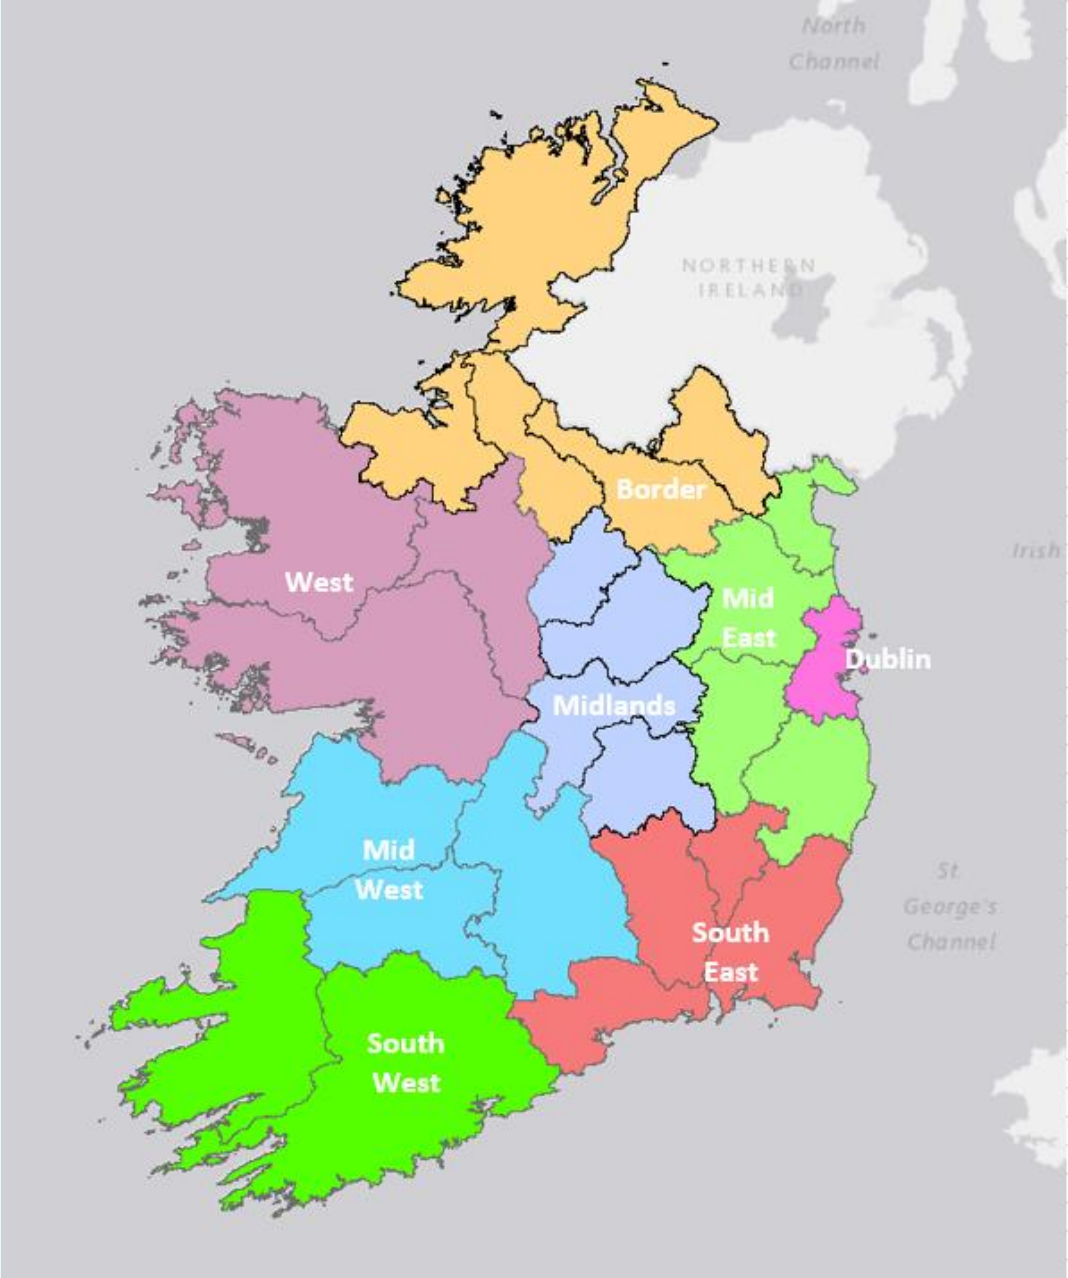 North
Channel
NORTHERN
IRELAND
Border
Irish
West
Mid
East
Dublin
Midlands
Mid
West
St
George's
Channel
South
East
South
West